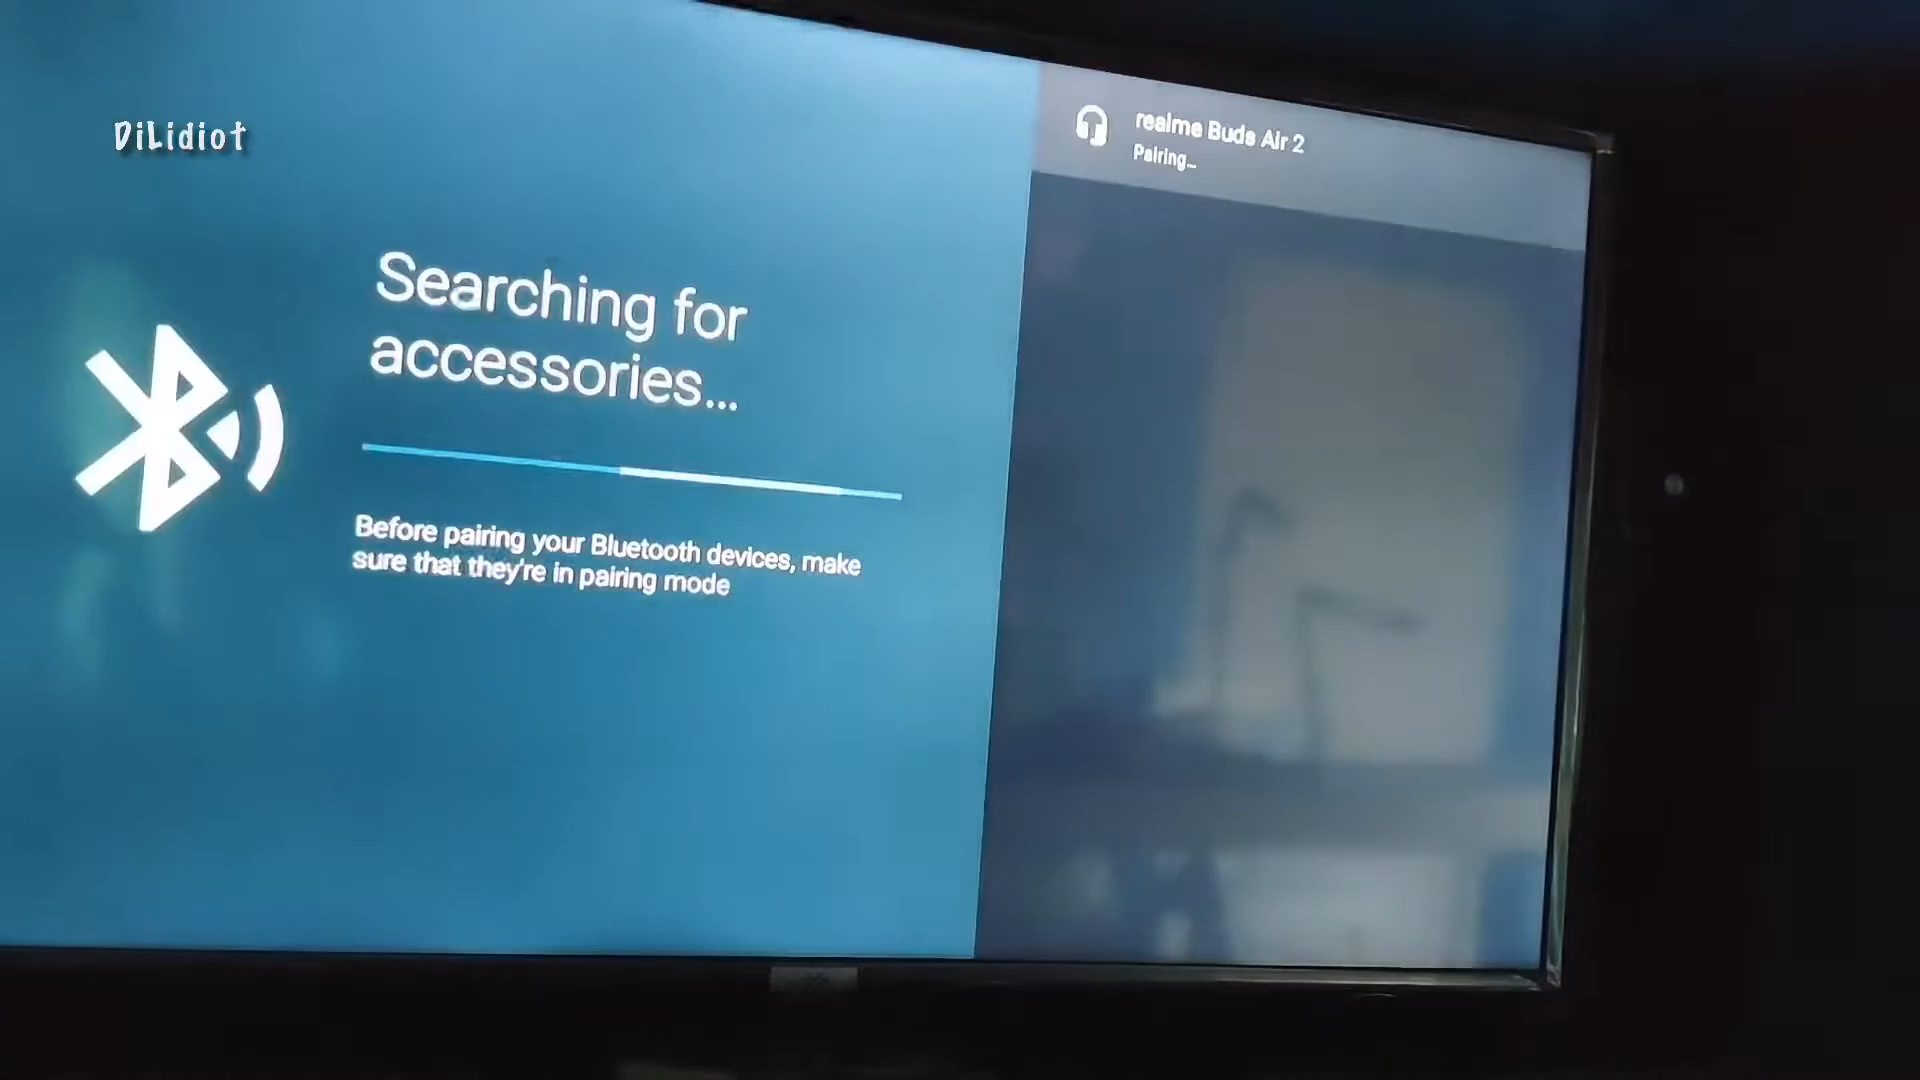 DiLidiot
Searching for
accessories...
Before pairing your Bluetooth devices, make
sure that they're in pairing mode
realme Buds Air 2
Pairing...